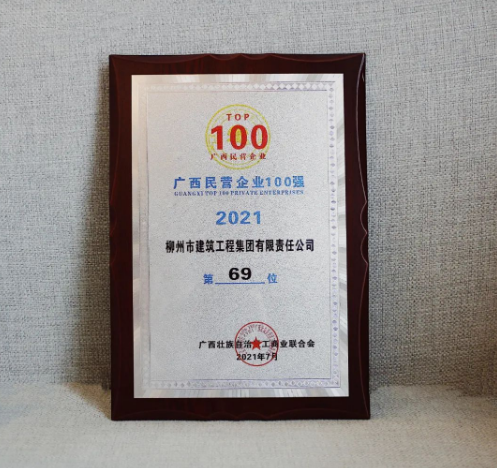 TOP
100
广西民营企业
广西民营企业100强
GUANGXI TOP 100 PRIVATE ENTERPRISES
2021
柳州市建筑工程集团有限责任公司
第 69 位
广西壮族自治 工商业联合会
2021年7月